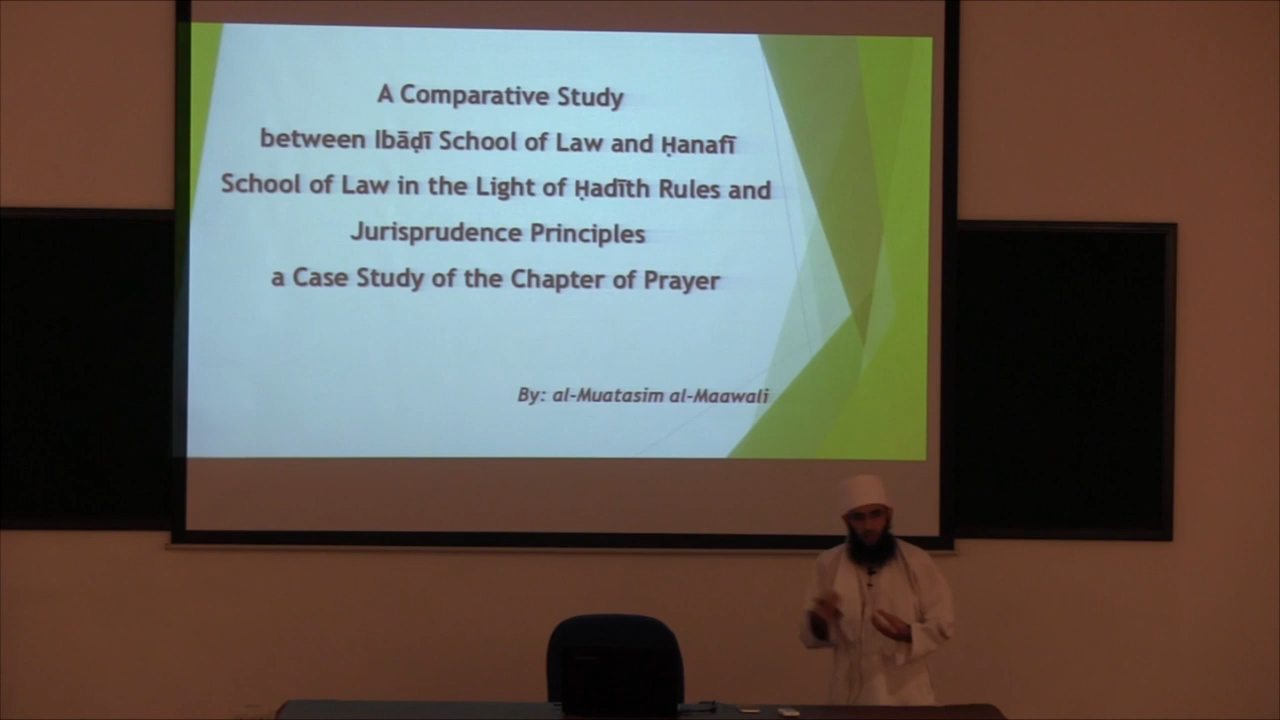 A Comparative Study
between Ibāḍī School of Law and Ḥanafī
School of Law in the Light of Ḥadīth Rules and
Jurisprudence Principles
a Case Study of the Chapter of Prayer
By: al-Muatasim al-Maawali